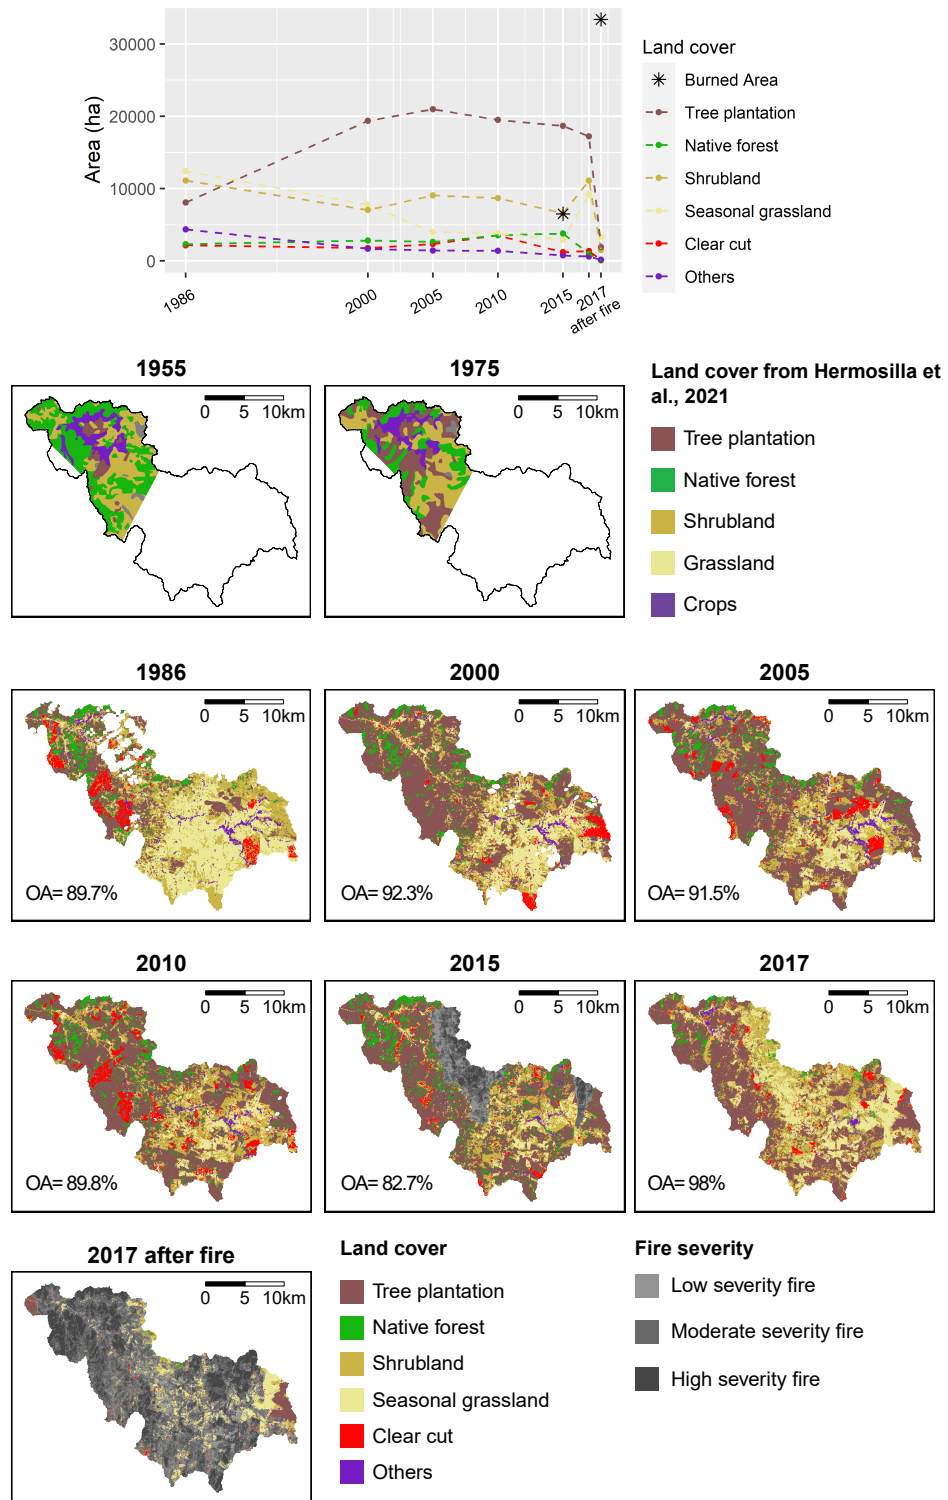 Area (ha)
30000
20000
10000
0
1986
2000
2005
2010
2015
2017
after fire
Land cover
Burned Area
Tree plantation
Native forest
Shrubland
Seasonal grassland
Clear cut
Others
1955
0 5 10km
1975
0 5 10km
Land cover from Hermosilla et
al., 2021
Tree plantation
Native forest
Shrubland
Grassland
Crops
1986
0 5 10km
OA= 89.7%
2000
0 5 10km
OA= 92.3%
2005
0 5 10km
OA= 91.5%
2010
0 5 10km
OA= 89.8%
2015
0 5 10km
OA= 82.7%
2017
0 5 10km
OA= 98%
2017 after fire
0 5 10km
Land cover
Tree plantation
Native forest
Shrubland
Seasonal grassland
Clear cut
Others
Fire severity
Low severity fire
Moderate severity fire
High severity fire